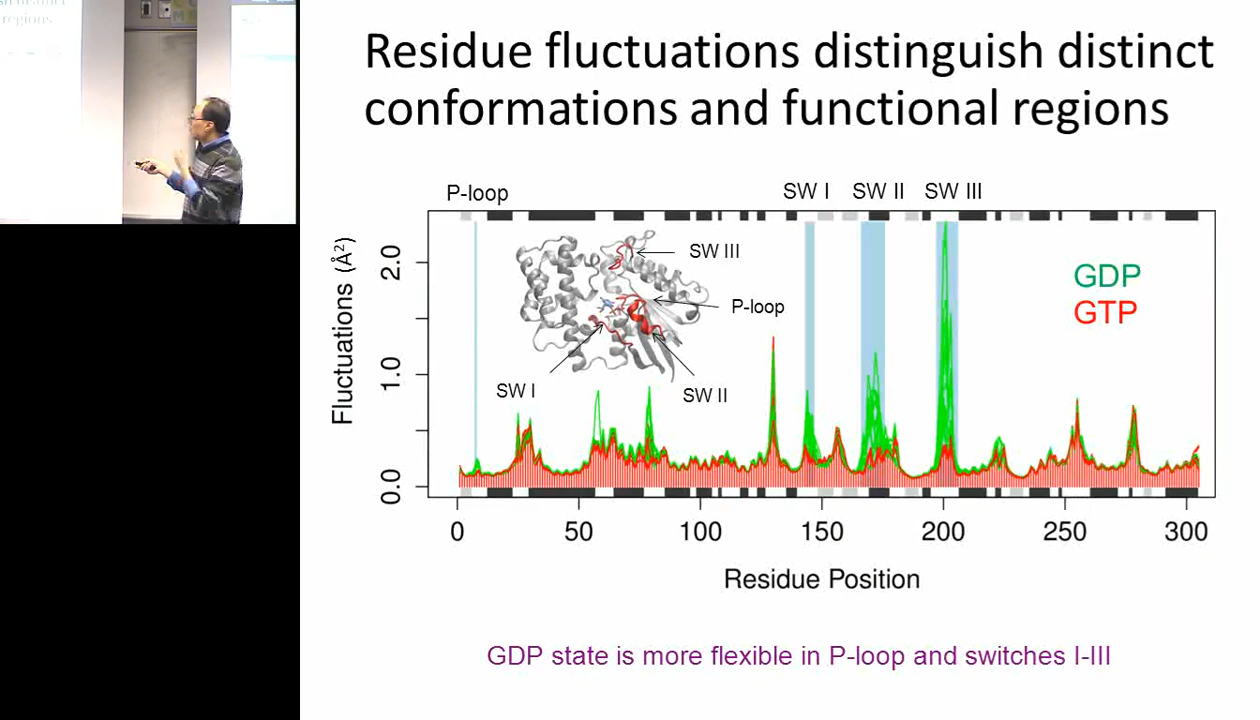 regions
Residue fluctuations distinguish distinct
conformations and functional regions
P-loop
SW I
SW II
SW III
Fluctuations (Å²)
2.0
1.0
0.0
SW III
P-loop
SW I
SW II
GDP
GTP
0
50
100
150
200
250
300
Residue Position
GDP state is more flexible in P-loop and switches I-III